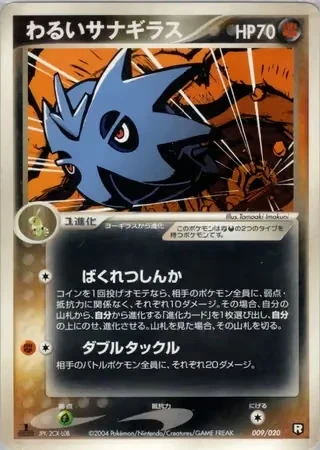 わるいサナギラス HP70
Illus.Tomoaki Imakuni
1進化 ヨーギラスから進化
の2つのタイプを
持つポケモンです。
ばくれつしんか
コインを1回投げオモテなら、相手のポケモン全員に、弱点・
抵抗力に関係なく、それぞれ10ダメージ。その場合、自分の山
札から、自分から進化する「進化カード」を1枚選び出し、自分
の上にのせ、進化させる。山札を見た場合、その山札を切る。
ダブルタックル
相手のバトルポケモン全員に、それぞれ20ダメージ。
弱点 抵抗力 にげる
©2004 Pokémon/Nintendo/Creatures/GAME FREAK
009/020
R